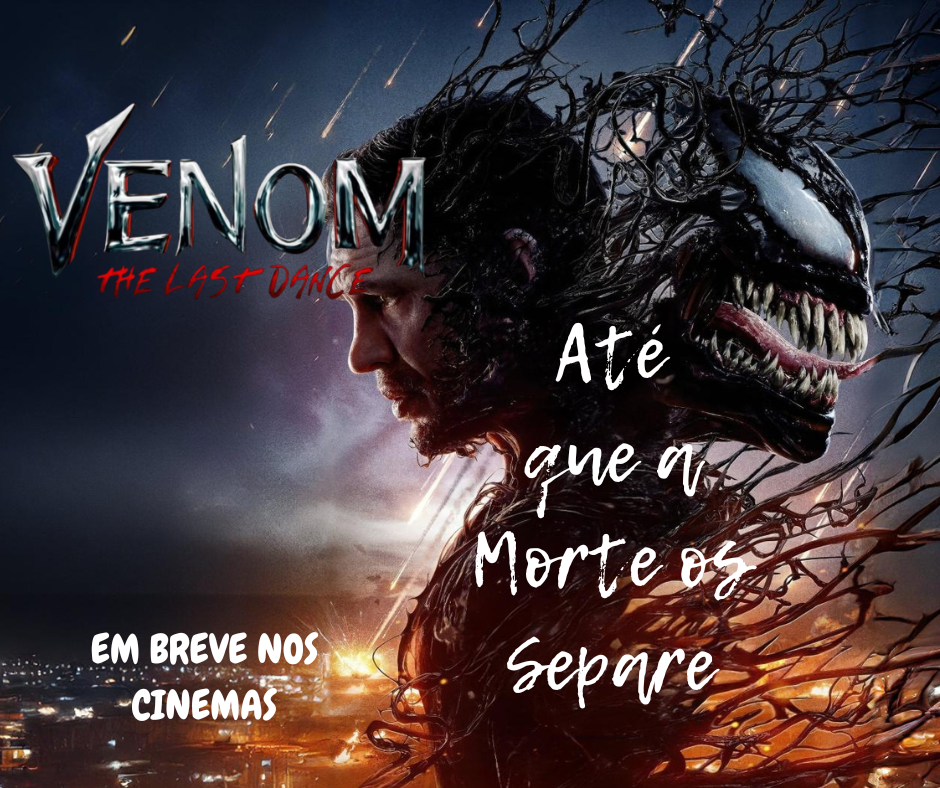 VENOM
THE LAST DANCE
Até
que a
Morte os
Separe
EM BREVE NOS
CINEMAS